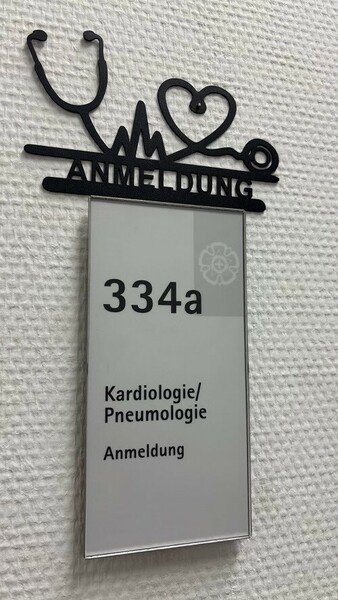 ANMELDUNG
334a
Kardiologie/
Pneumologie
Anmeldung